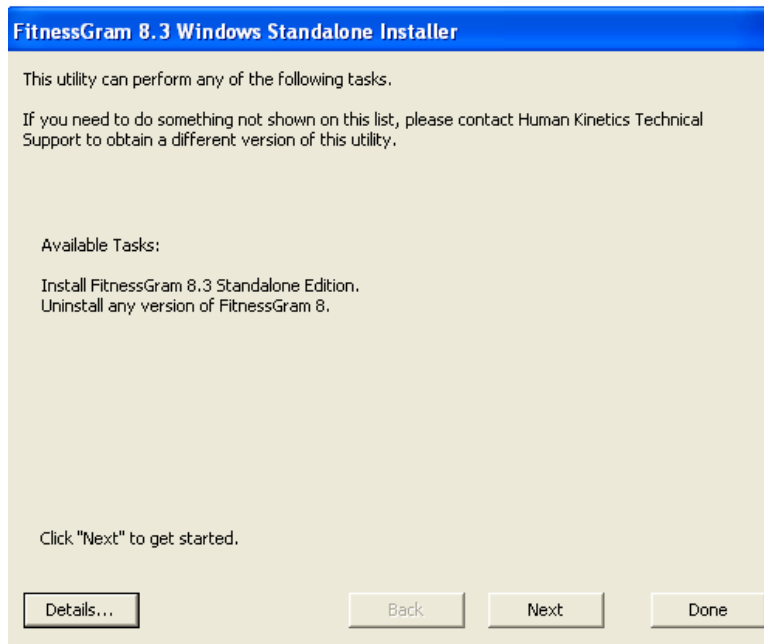 FitnessGram 8.3 Windows Standalone Installer
This utility can perform any of the following tasks.
If you need to do something not shown on this list, please contact Human Kinetics Technical
Support to obtain a different version of this utility.
Available Tasks:
Install FitnessGram 8.3 Standalone Edition.
Uninstall any version of FitnessGram 8.
Click "Next" to get started.
Details... Back Next Done